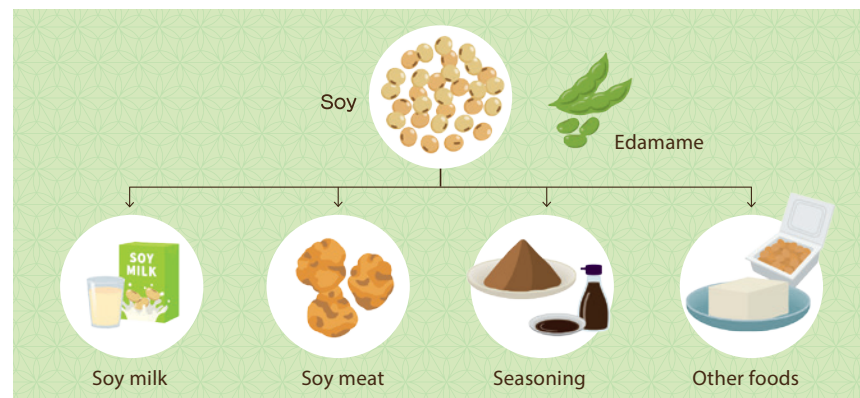 Soy
Edamame
SOY
MILK
Soy milk
Soy meat
Seasoning
Other foods